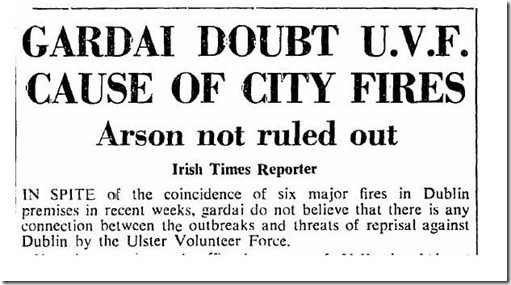 GARDAI DOUBT U.V.F.
CAUSE OF CITY FIRES
Arson not ruled out
Irish Times Reporter
IN SPITE of the coincidence of six major fires in Dublin
premises in recent weeks, gardai do not believe that there is any
connection between the outbreaks and threats of reprisal against
Dublin by the Ulster Volunteer Force.